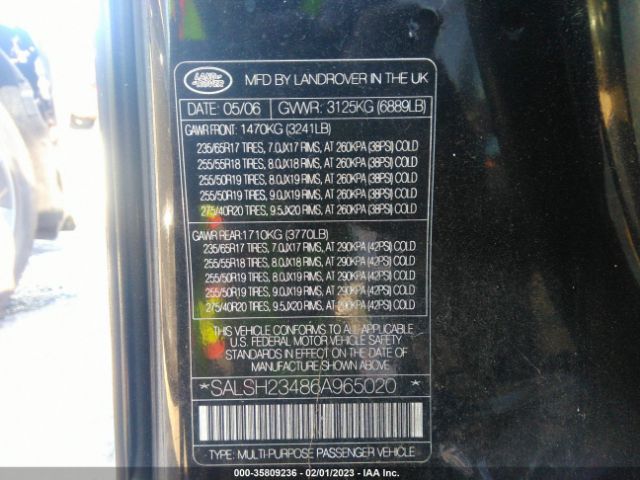 LAND ROVER
MFD BY LANDROVER IN THE UK
DATE: 05/06 GVWR: 3125KG (6889LB)
GAWR FRONT: 1470KG (3241LB)
235/65R17 TIRES, 7.0JX17 RIMS, AT 260KPA (38PSI) COLD
255/55R18 TIRES, 8.0JX18 RIMS, AT 260KPA (38PSI) COLD
255/50R19 TIRES, 8.0JX19 RIMS, AT 260KPA (38PSI) COLD
255/50R19 TIRES, 9.0JX19 RIMS, AT 260KPA (38PSI) COLD
275/40R20 TIRES, 9.5JX20 RIMS, AT 260KPA (38PSI) COLD
GAWR REAR: 1710KG (3770LB)
235/65R17 TIRES, 7.0JX17 RIMS, AT 290KPA (42PSI) COLD
255/55R18 TIRES, 8.0JX18 RIMS, AT 290KPA (42PSI) COLD
255/50R19 TIRES, 8.0JX19 RIMS, AT 290KPA (42PSI) COLD
255/50R19 TIRES, 9.0JX19 RIMS, AT 290KPA (42PSI) COLD
275/40R20 TIRES, 9.5JX20 RIMS, AT 290KPA (42PSI) COLD
THIS VEHICLE CONFORMS TO ALL APPLICABLE
U.S. FEDERAL MOTOR VEHICLE SAFETY
STANDARDS IN EFFECT ON THE DATE OF
MANUFACTURE SHOWN ABOVE.
*SALSH23486A965020*
TYPE: MULTI-PURPOSE PASSENGER VEHICLE
000-35809236 - 02/01/2023 - IAA Inc.